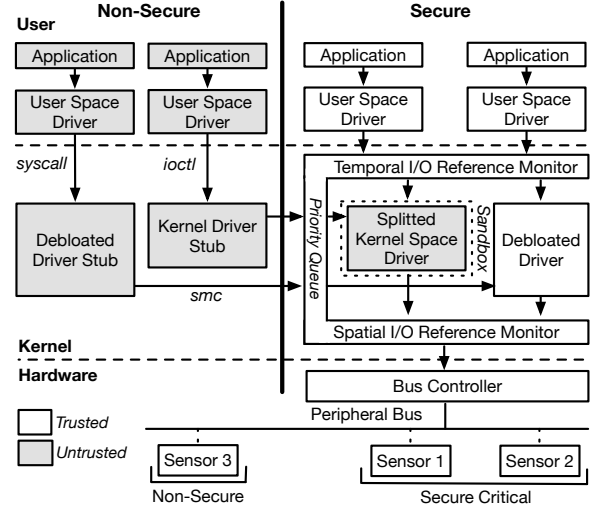 Non-Secure
Secure
User
Application
Application
Application
Application
User Space
Driver
User Space
Driver
User Space
Driver
User Space
Driver
syscall
ioctl
Temporal I/O Reference Monitor
Priority Queue
Debloated
Driver Stub
Kernel Driver
Stub
Splitted
Kernel Space
Driver
Sandbox
Debloated
Driver
smc
Spatial I/O Reference Monitor
Kernel
Hardware
Bus Controller
Peripheral Bus
Trusted
Untrusted
Sensor 3
Sensor 1
Sensor 2
Non-Secure
Secure Critical